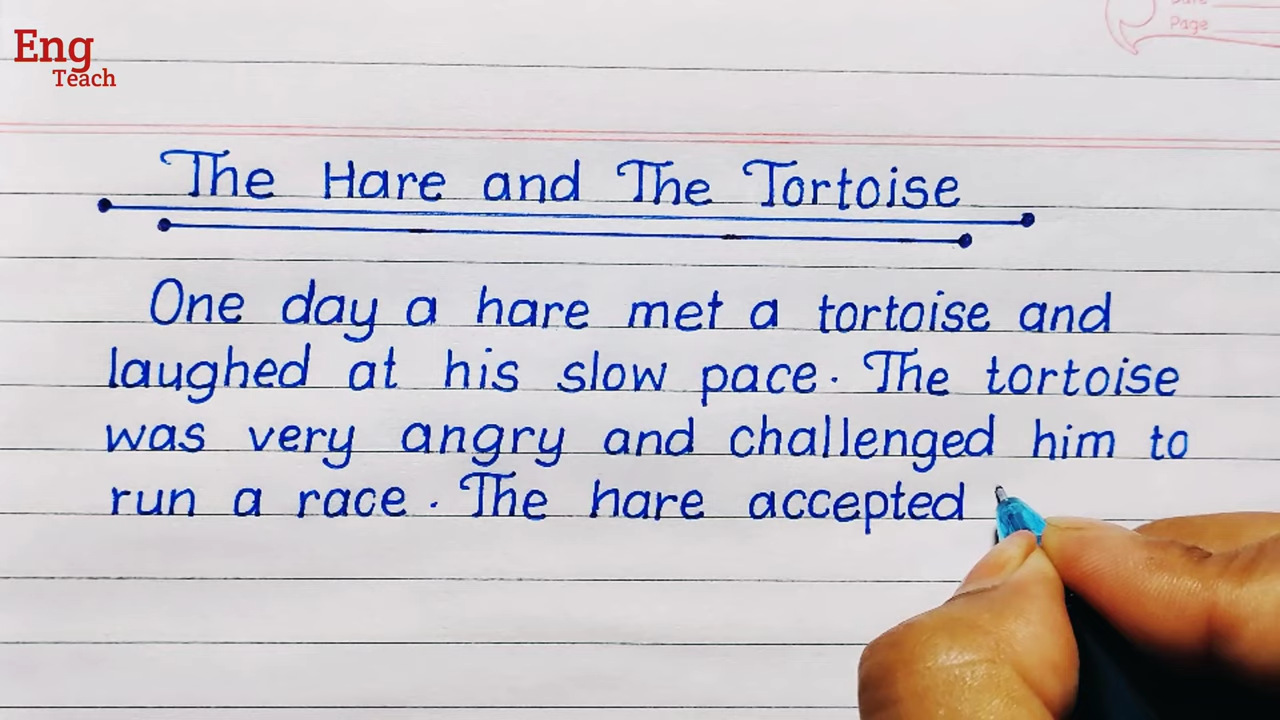 Eng
Teach
Page
The Hare and The Tortoise
One day a hare met a tortoise and
laughed at his slow pace. The tortoise
was very angry and challenged him to
run a race. The hare accepted